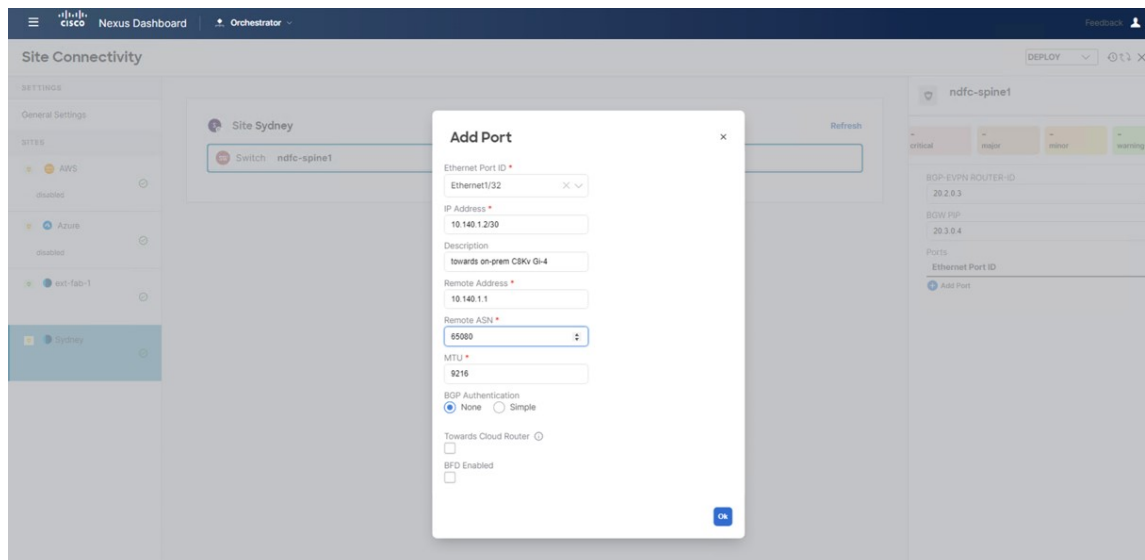 cisco Nexus Dashboard Orchestrator Feedback
Site Connectivity DEPLOY
SETTINGS
General Settings
SITES
AWS
disabled
Azure
disabled
ext-fab-1
Sydney
Site Sydney Refresh
Switch ndfc-spine1
Add Port
Ethernet Port ID *
Ethernet1/32
IP Address *
10.140.1.2/30
Description
towards on-prem C8Kv Gi-4
Remote Address *
10.140.1.1
Remote ASN *
65080
MTU *
9216
BGP Authentication
None Simple
Towards Cloud Router
BFD Enabled
Ok
ndfc-spine1
- - - -
critical major minor warning
BGP-EVPN ROUTER-ID
20.2.0.3
BGW PIP
20.3.0.4
Ports
Ethernet Port ID
Add Port